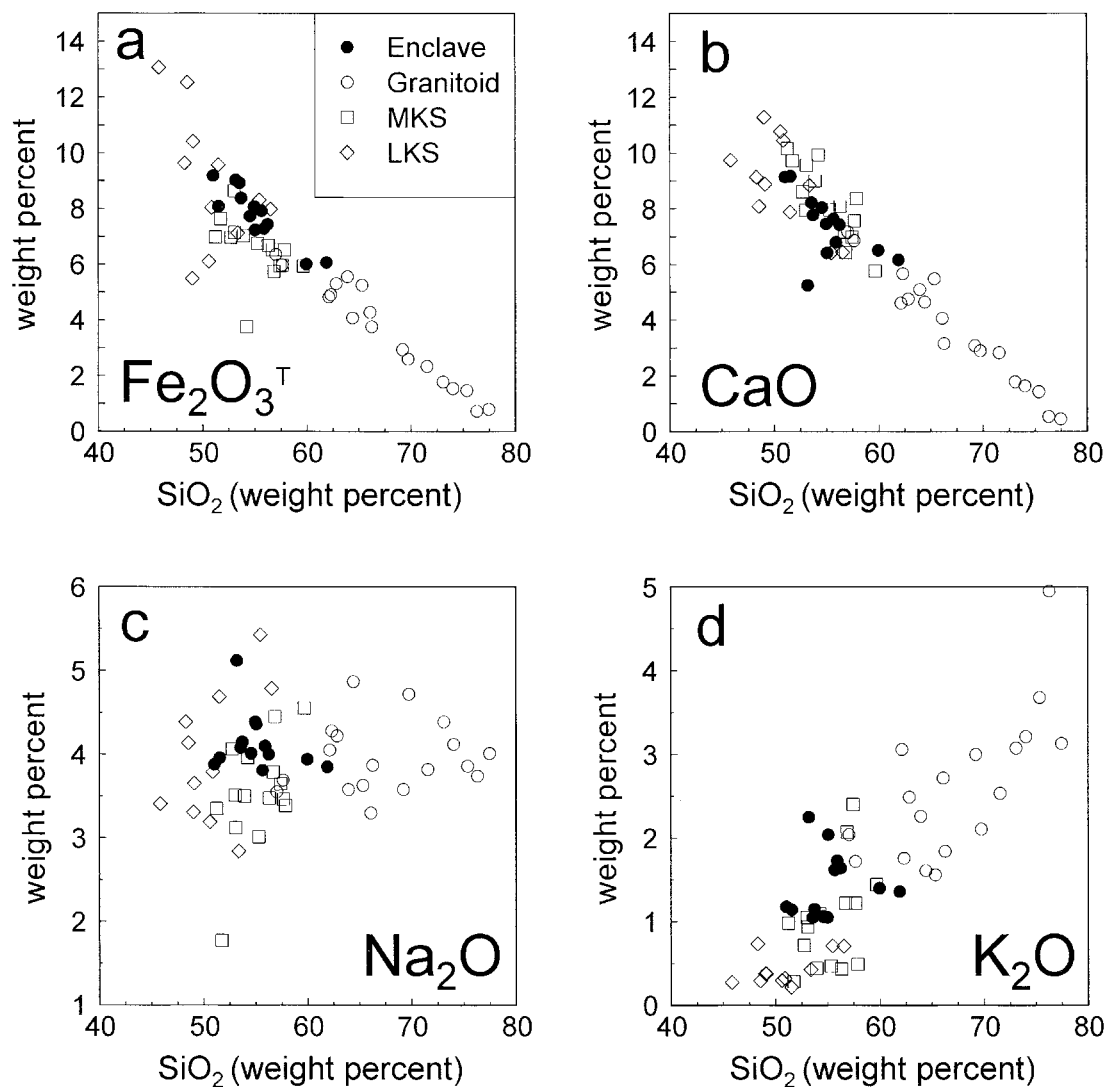 a
Enclave
Granitoid
MKS
LKS
14
12
10
8
6
4
2
0
weight percent
Fe₂O₃ᵀ
40 50 60 70 80
SiO₂ (weight percent)
b
14
12
10
8
6
4
2
0
weight percent
CaO
40 50 60 70 80
SiO₂ (weight percent)
c
6
5
4
3
2
1
weight percent
Na₂O
40 50 60 70 80
SiO₂ (weight percent)
d
5
4
3
2
1
0
weight percent
K₂O
40 50 60 70 80
SiO₂ (weight percent)